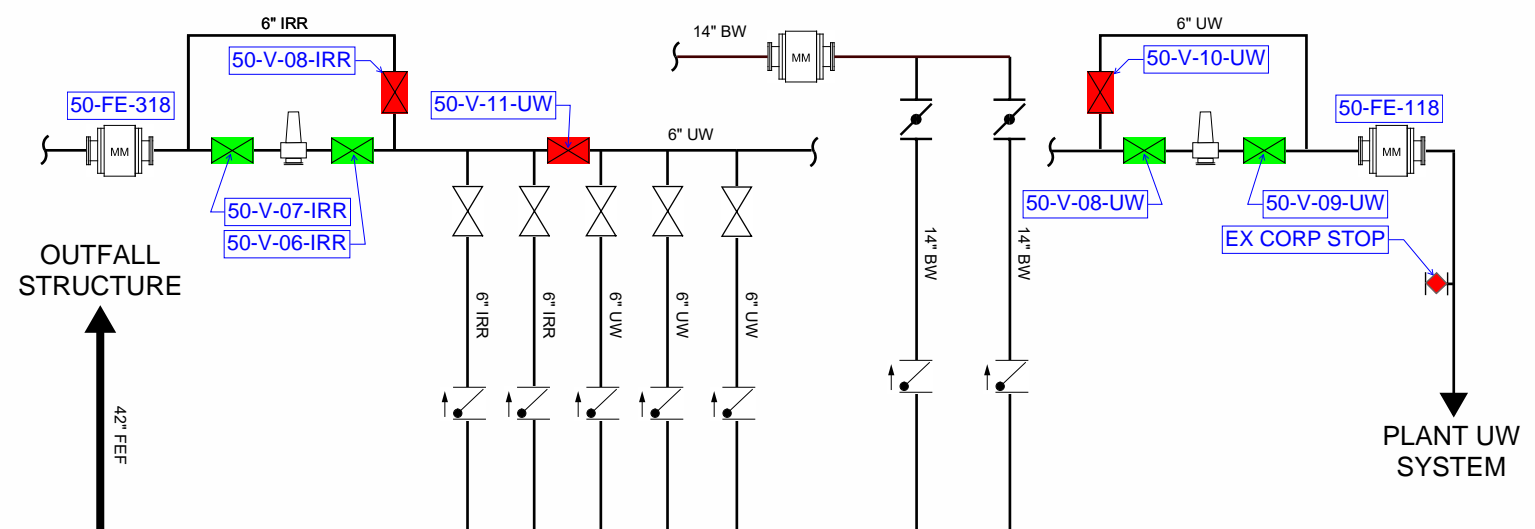 6" IRR
14" BW
6" UW
50-V-08-IRR
50-V-10-UW
50-FE-318
50-V-11-UW
50-FE-118
MM
MM
MM
6" UW
50-V-07-IRR
50-V-06-IRR
50-V-08-UW
50-V-09-UW
EX CORP STOP
OUTFALL
STRUCTURE
14" BW
14" BW
6" IRR
6" IRR
6" UW
6" UW
6" UW
42" FEF
PLANT UW
SYSTEM